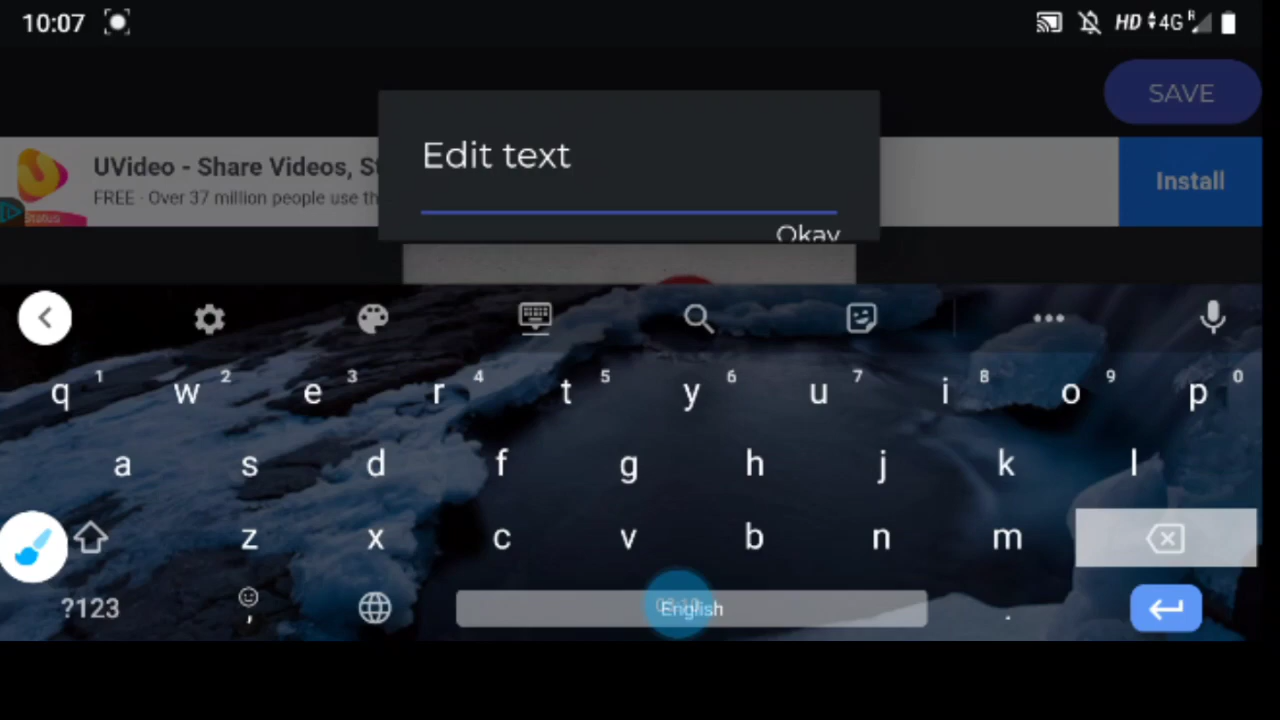 10:07
HD 4G R
SAVE
Edit text
UVideo - Share Videos, St
FREE · Over 37 million people use th
Status
Install
Okay
q 1 w 2 e 3 r 4 t 5 y 6 u 7 i 8 o 9 p 0
a s d f g h j k l
z x c v b n m
?123 , English .